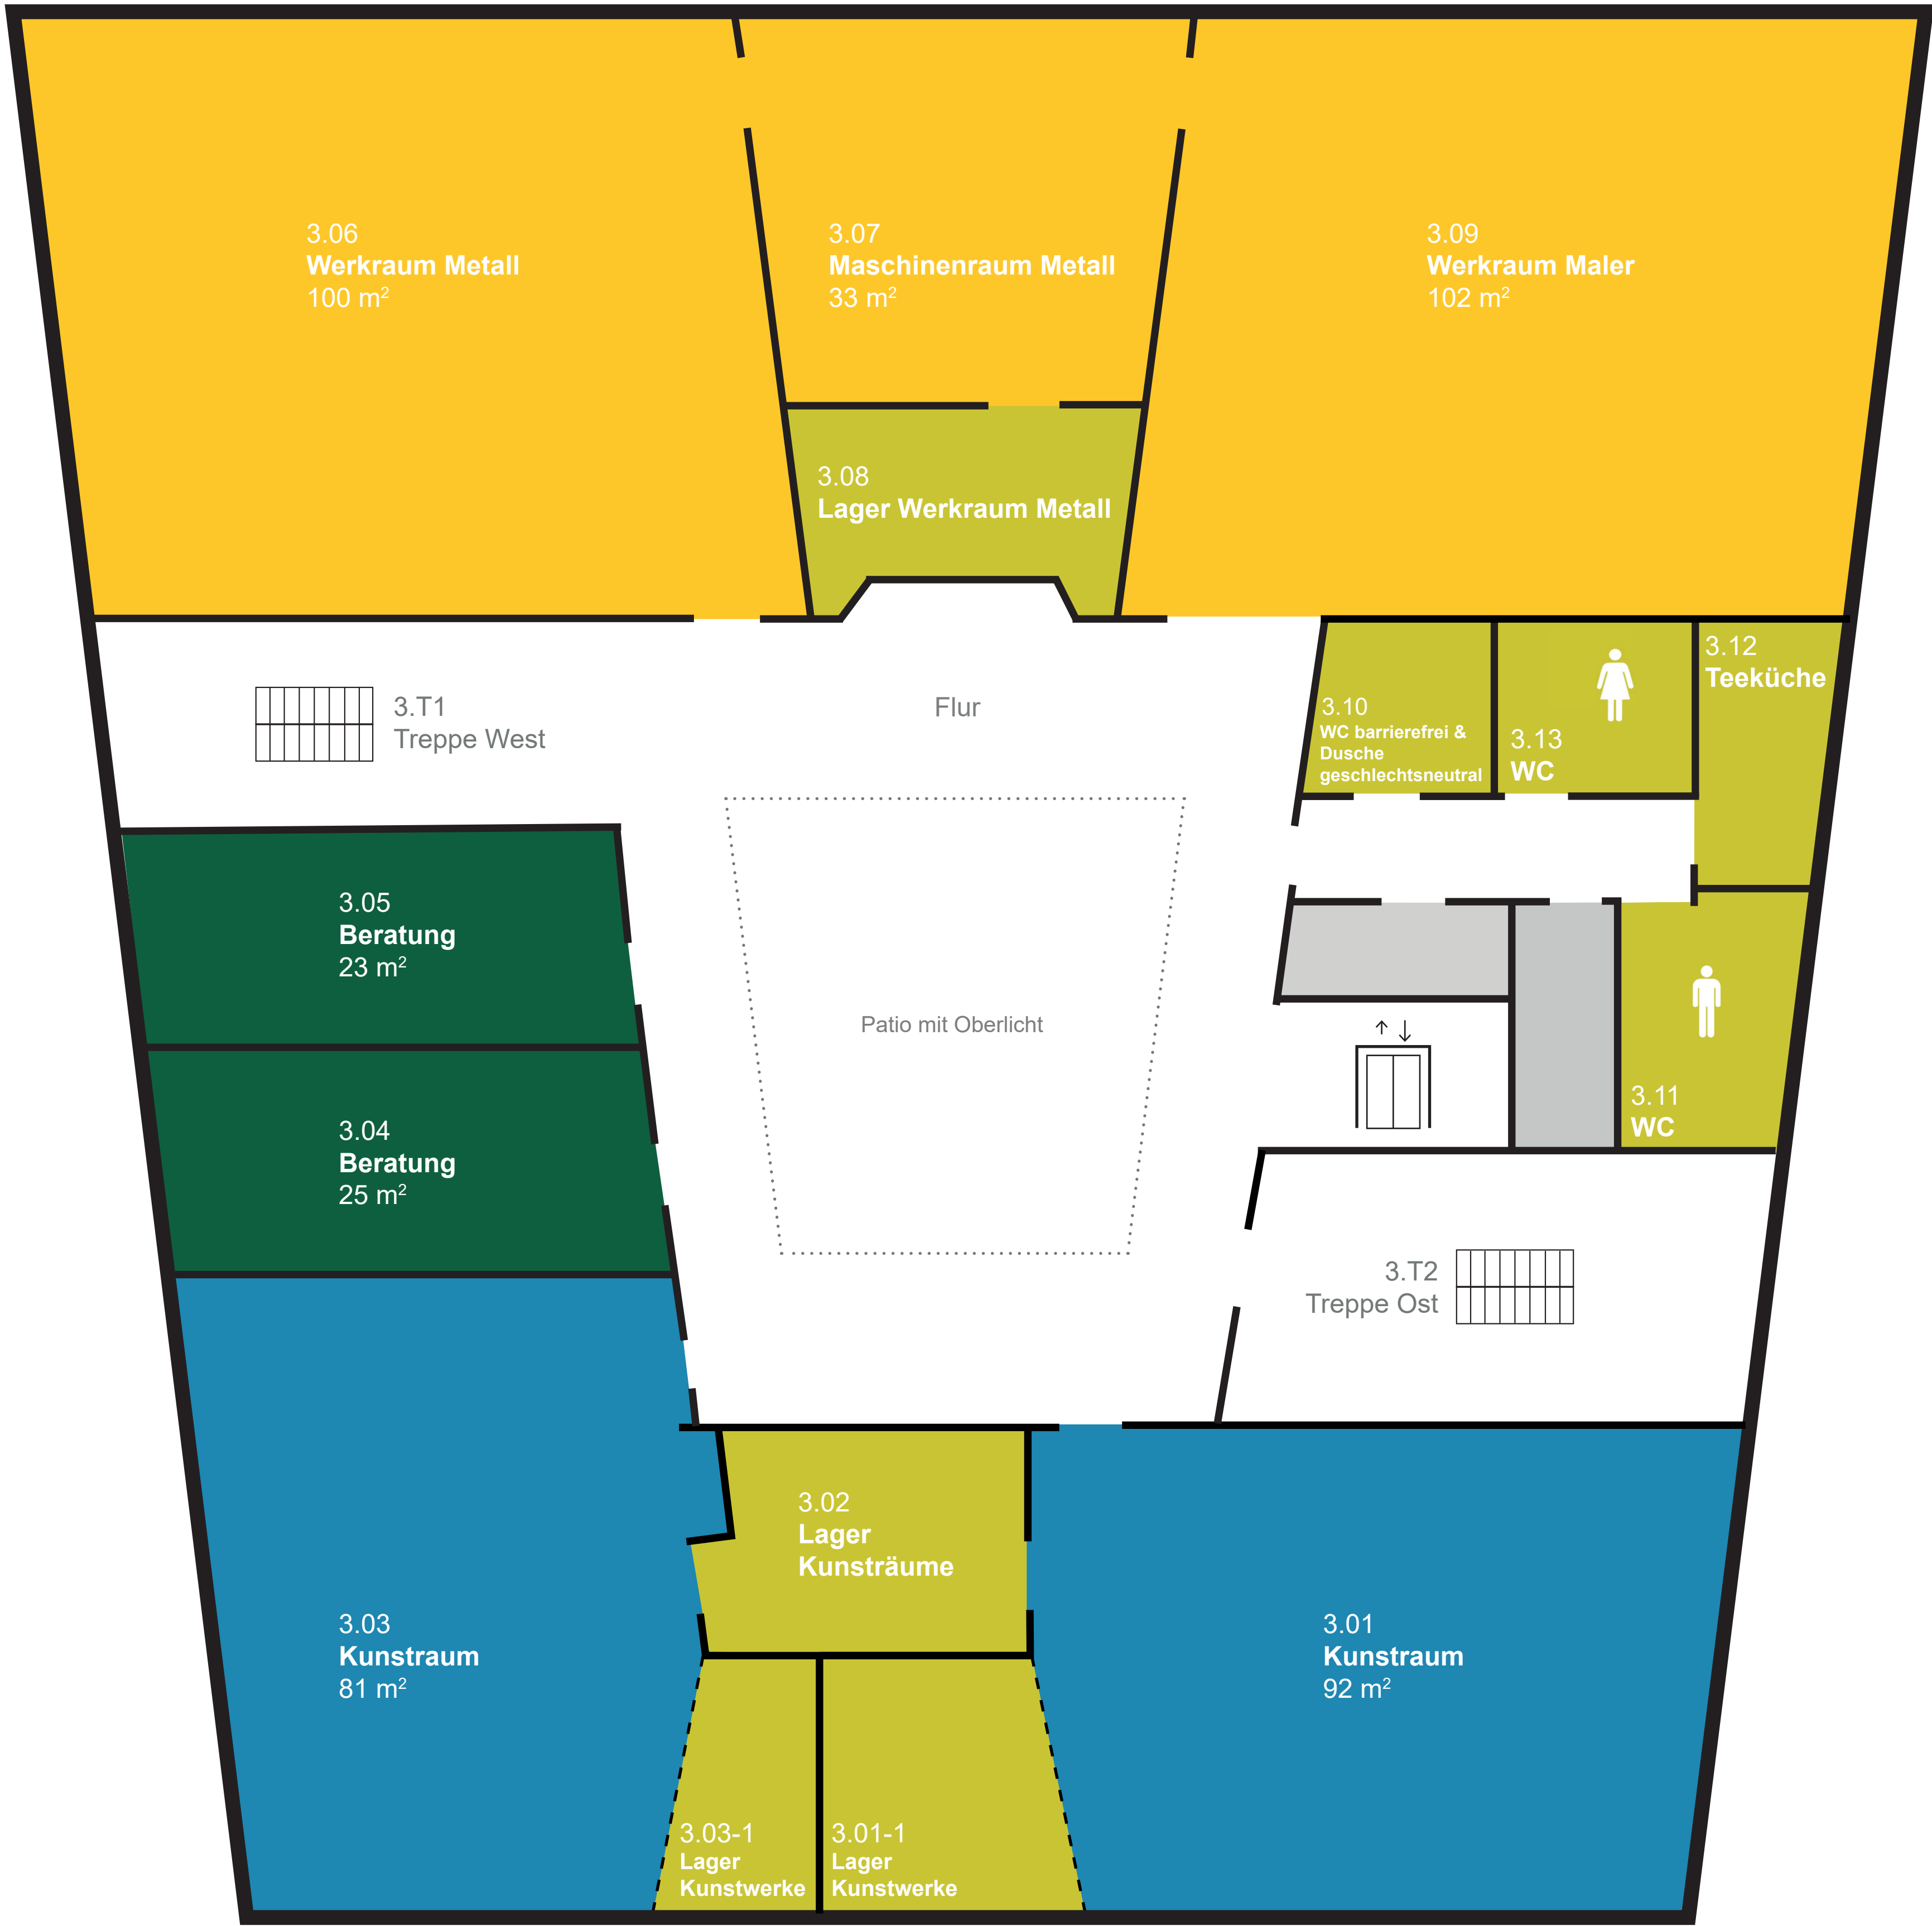 3.06
Werkraum Metall
100 m²
3.07
Maschinenraum Metall
33 m²
3.09
Werkraum Maler
102 m²
3.08
Lager Werkraum Metall
3.T1
Treppe West
Flur
3.10
WC barrierefrei &
Dusche
geschlechtsneutral
3.13
WC
3.12
Teeküche
3.05
Beratung
23 m²
Patio mit Oberlicht
3.04
Beratung
25 m²
3.11
WC
3.T2
Treppe Ost
3.02
Lager
Kunsträume
3.03
Kunstraum
81 m²
3.01
Kunstraum
92 m²
3.03-1
Lager
Kunstwerke
3.01-1
Lager
Kunstwerke